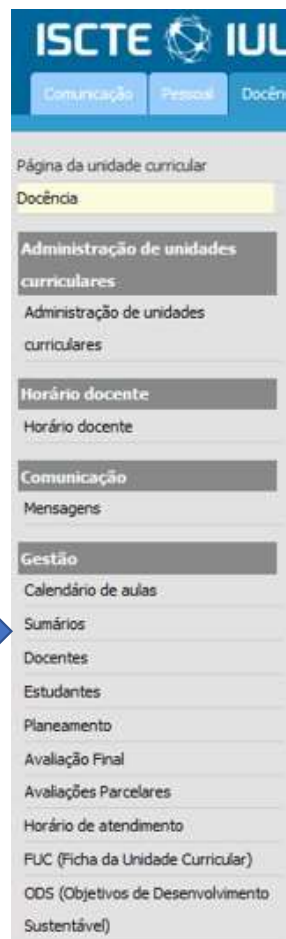 ISCTE IUL
Comunicação Pessoal Docên
Página da unidade curricular
Docência
Administração de unidades
curriculares
Administração de unidades
curriculares
Horário docente
Horário docente
Comunicação
Mensagens
Gestão
Calendário de aulas
Sumários
Docentes
Estudantes
Planeamento
Avaliação Final
Avaliações Parcelares
Horário de atendimento
FUC (Ficha da Unidade Curricular)
ODS (Objetivos de Desenvolvimento
Sustentável)